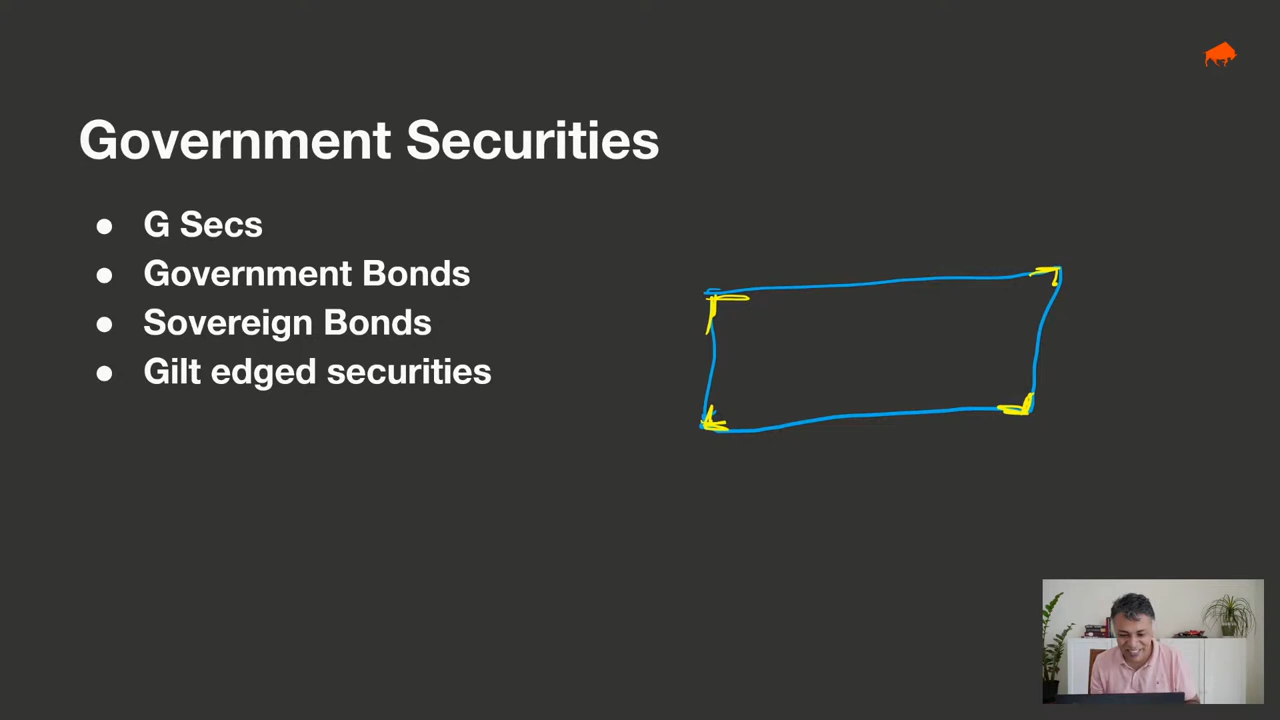 Government Securities
● G Secs
● Government Bonds
● Sovereign Bonds
● Gilt edged securities